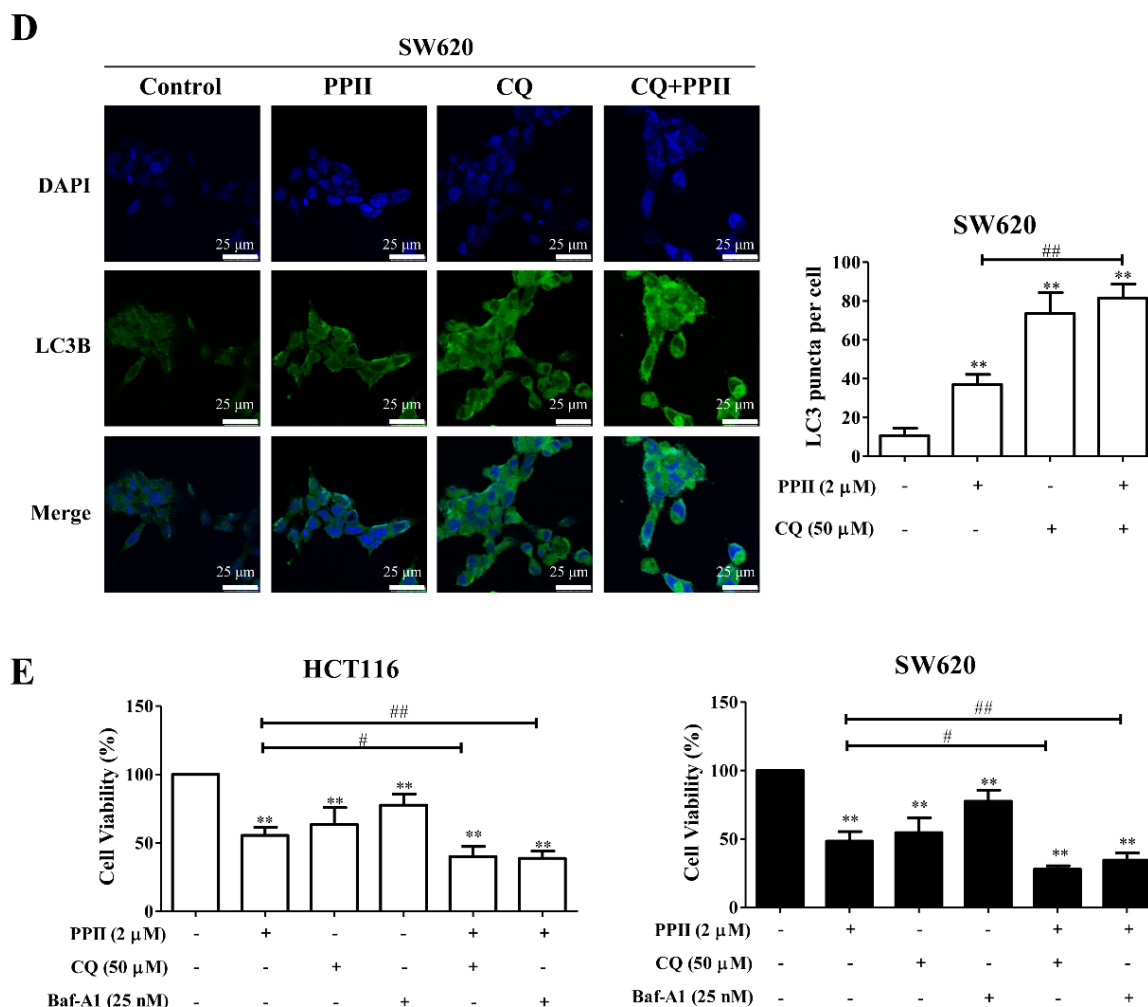 D
SW620
Control PPII CQ CQ+PPII
DAPI
25 μm 25 μm 25 μm 25 μm
LC3B
25 μm 25 μm 25 μm 25 μm
Merge
25 μm 25 μm 25 μm 25 μm
SW620
LC3 puncta per cell
100
80
60
40
20
0
##
** ** **
PPII (2 μM) - + - +
CQ (50 μM) - - + +
E
HCT116
Cell Viability (%)
150
100
50
0
##
#
** ** ** ** **
PPII (2 μM) - + - - + +
CQ (50 μM) - - + - + -
Baf-A1 (25 nM) - - - + - +
SW620
Cell Viability (%)
150
100
50
0
##
#
** ** ** ** **
PPII (2 μM) - + - - + +
CQ (50 μM) - - + - + -
Baf-A1 (25 nM) - - - + - +